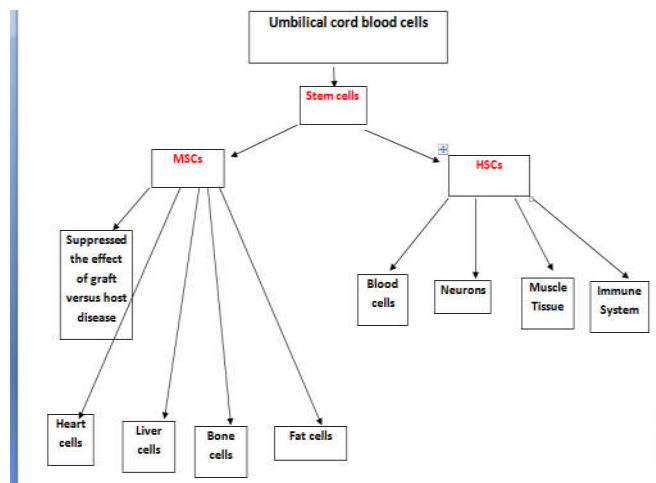 Umbilical cord blood cells
Stem cells
MSCs
HSCs
Suppressed
the effect
of graft
versus host
disease
Blood
cells
Neurons
Muscle
Tissue
Immune
System
Heart
cells
Liver
cells
Bone
cells
Fat cells